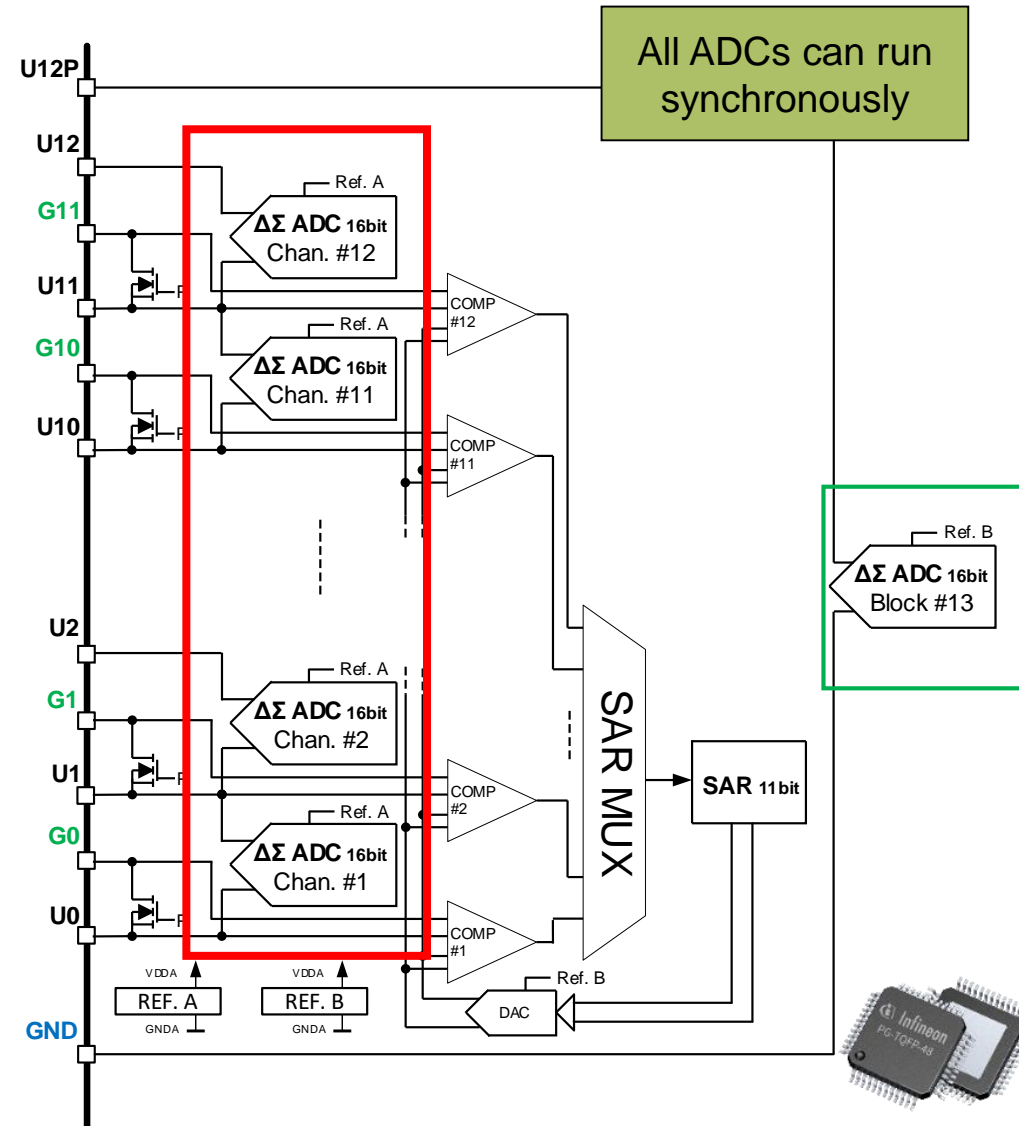 All ADCs can run
synchronously
U12P
U12
Ref. A
G11
ΔΣ ADC 16bit
Chan. #12
U11
COMP
#12
Ref. A
G10
ΔΣ ADC 16bit
Chan. #11
U10
COMP
#11
Ref. B
ΔΣ ADC 16bit
Block #13
U2
Ref. A
G1
ΔΣ ADC 16bit
Chan. #2
U1
COMP
#2
SAR MUX
SAR 11bit
Ref. A
G0
ΔΣ ADC 16bit
Chan. #1
U0
COMP
#1
VDDA
VDDA
REF. A
REF. B
GNDA
GNDA
Ref. B
DAC
GND
Infineon
PG-TQFP-48